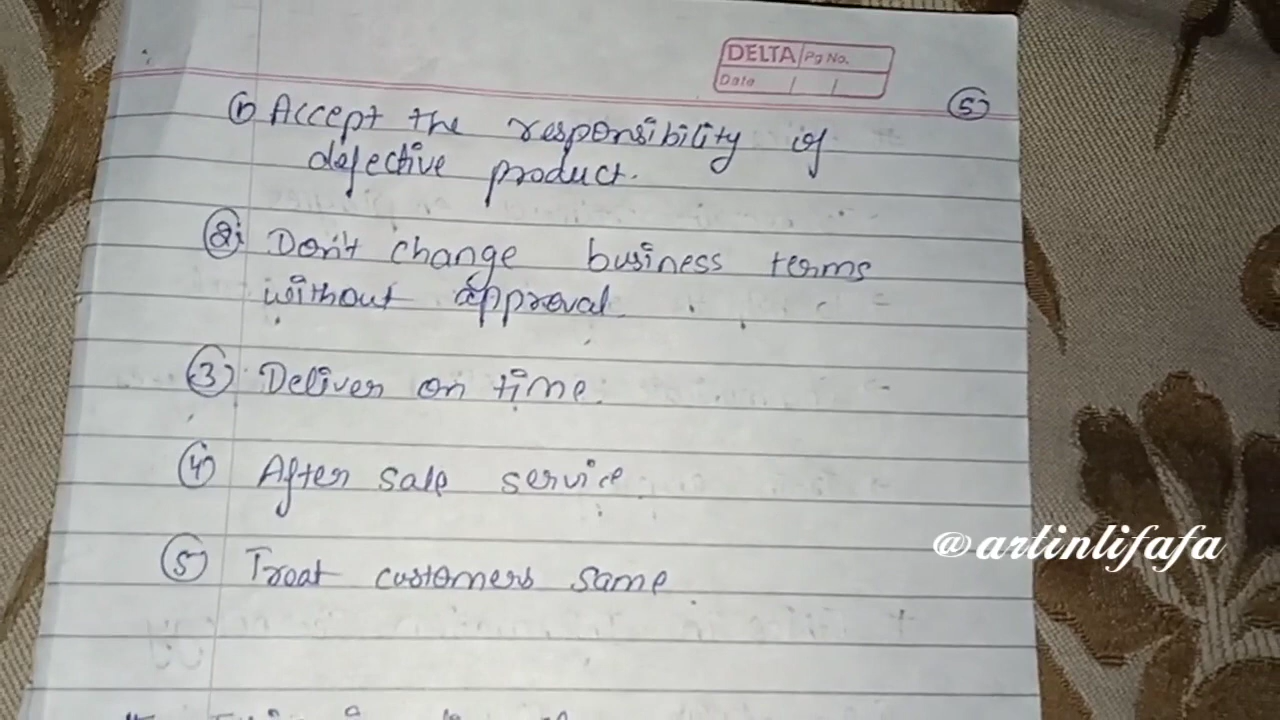 DELTA Pg No.
Date / /
(5)
(1) Accept the responsibility of
defective product.
(2) Don't change business terms
without approval
(3) Deliver on time.
(4) After sale service.
(5) Treat customers same.
@artinlifafa